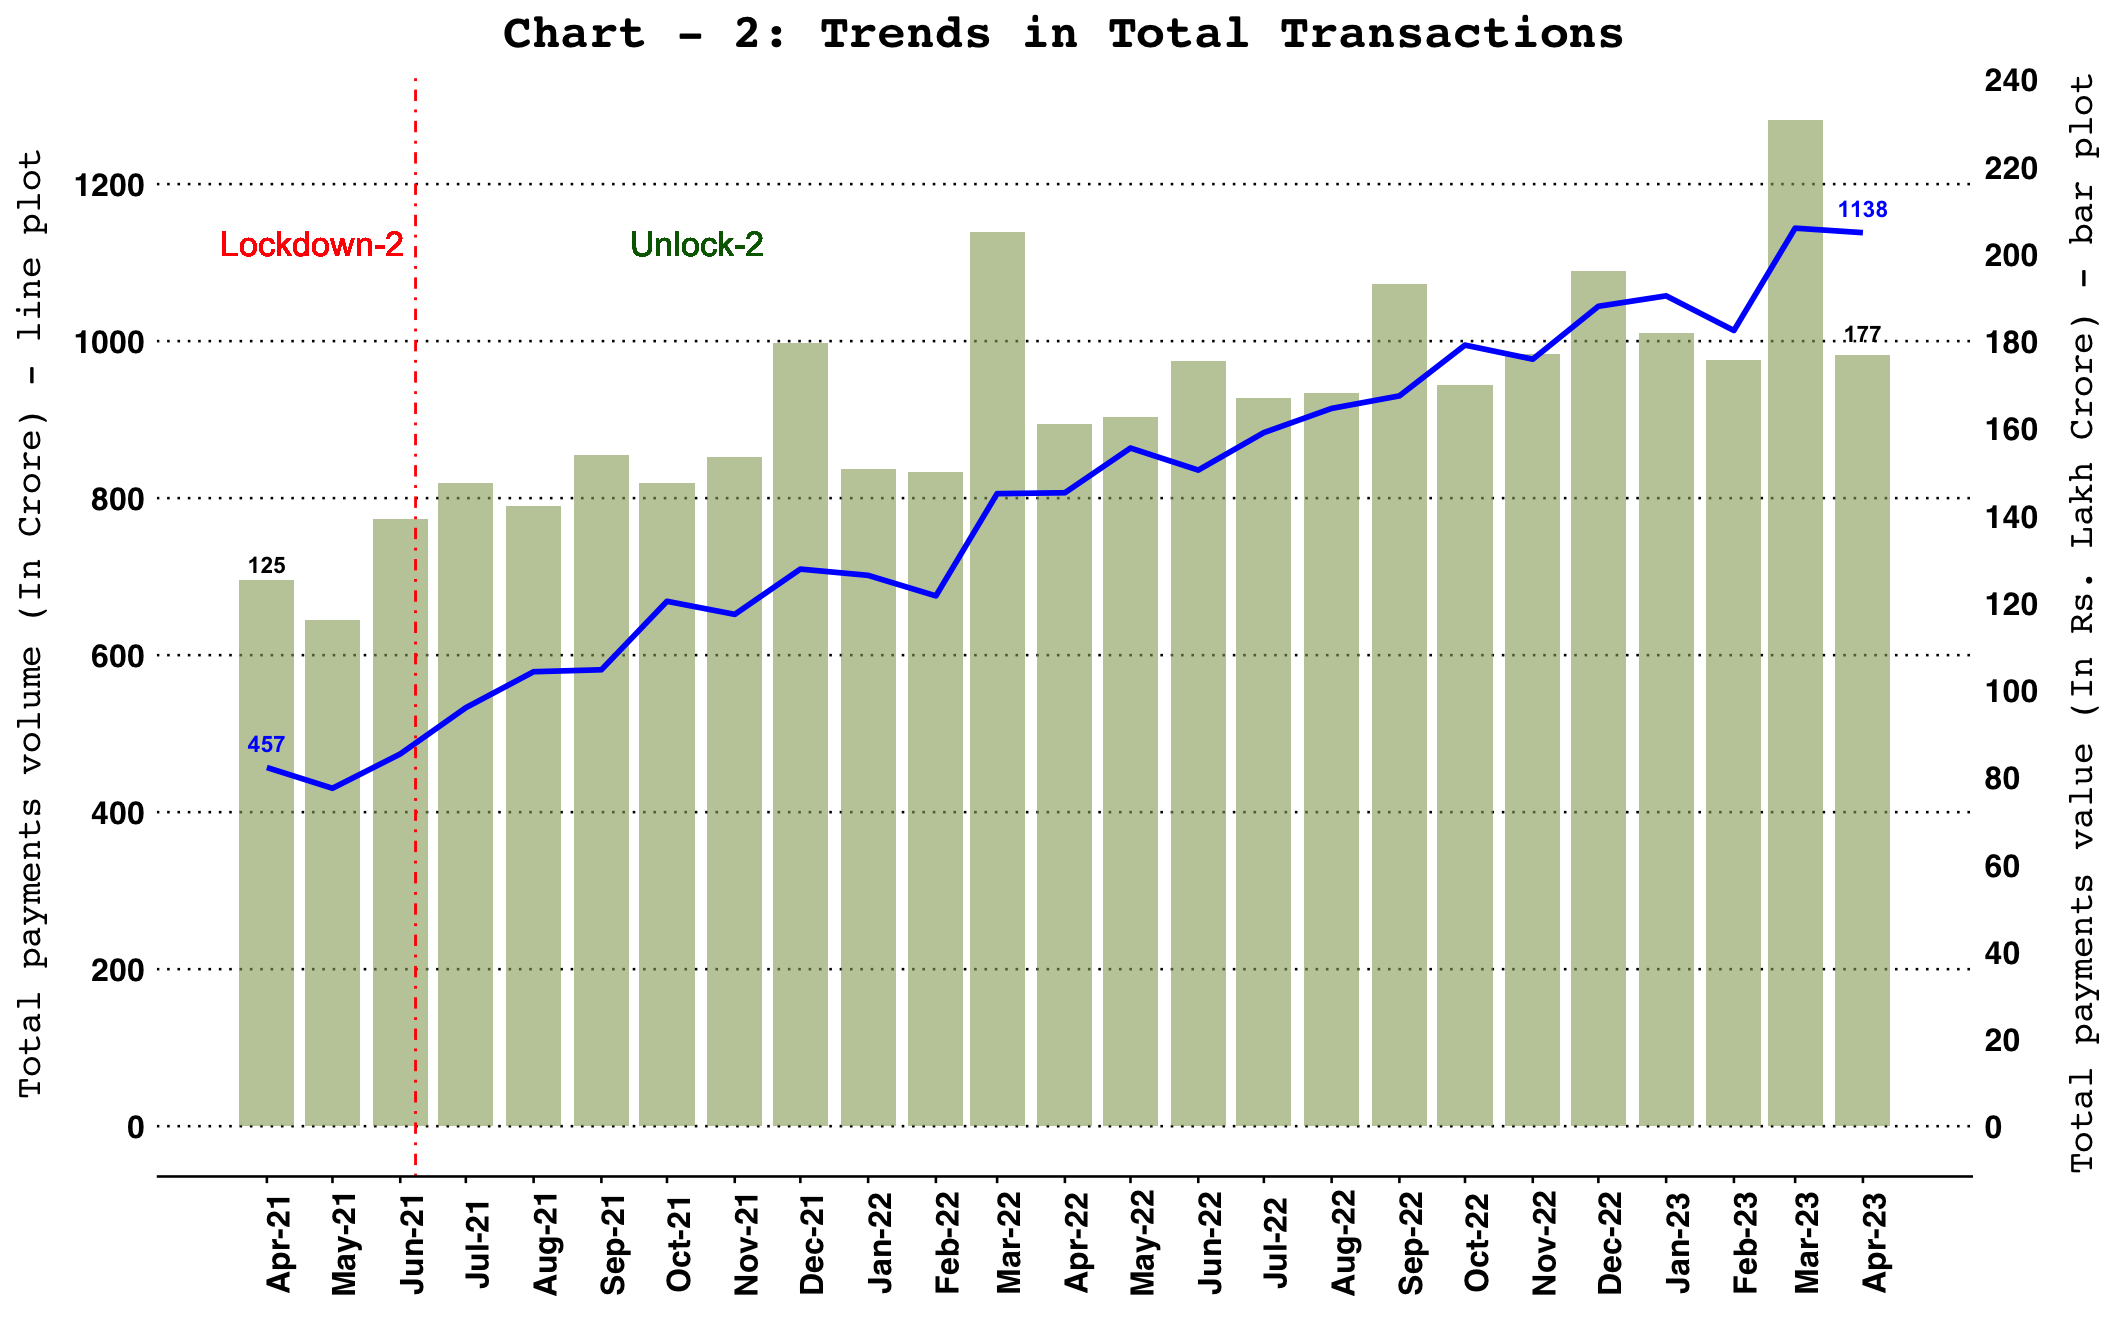 Chart - 2: Trends in Total Transactions
Total payments volume (In Crore) - line plot
1200
1000
800
600
400
200
0
Lockdown-2
Unlock-2
125
457
1138
177
240
220
200
180
160
140
120
100
80
60
40
20
0
Total payments value (In Rs. Lakh Crore) - bar plot
Apr-21
May-21
Jun-21
Jul-21
Aug-21
Sep-21
Oct-21
Nov-21
Dec-21
Jan-22
Feb-22
Mar-22
Apr-22
May-22
Jun-22
Jul-22
Aug-22
Sep-22
Oct-22
Nov-22
Dec-22
Jan-23
Feb-23
Mar-23
Apr-23